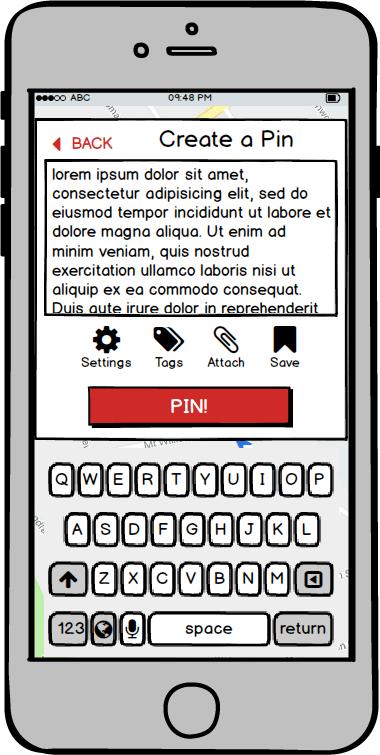 ABC 09:48 PM
BACK Create a Pin
lorem ipsum dolor sit amet,
consectetur adipisicing elit, sed do
eiusmod tempor incididunt ut labore et
dolore magna aliqua. Ut enim ad
minim veniam, quis nostrud
exercitation ullamco laboris nisi ut
aliquip ex ea commodo consequat.
Duis aute irure dolor in reprehenderit
Settings Tags Attach Save
PIN!
Q W E R T Y U I O P
A S D F G H J K L
Z X C V B N M
123 space return